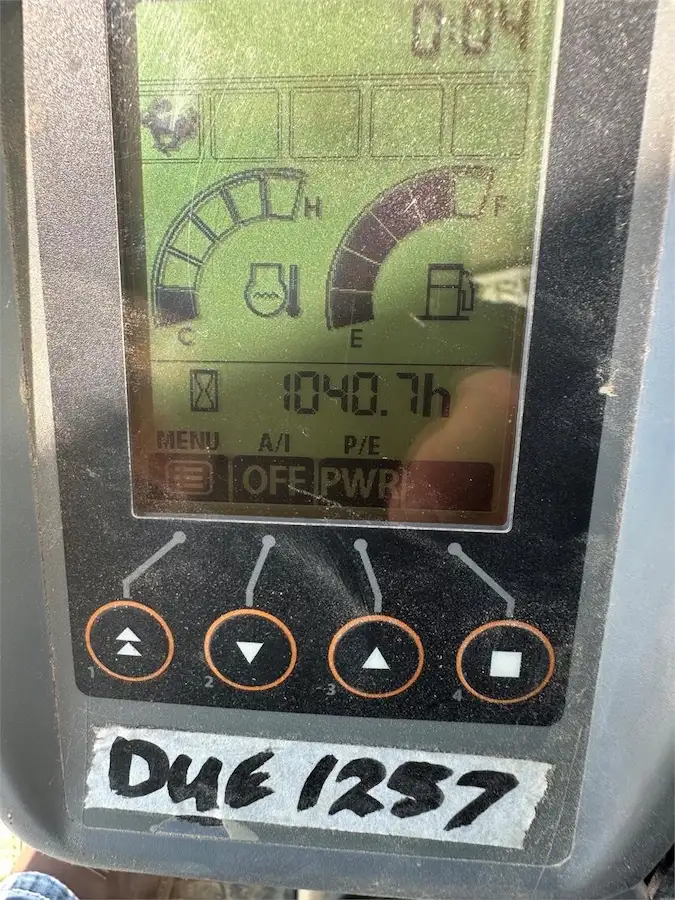 0:04
H
F
C
E
1040.7h
MENU A/I P/E
OFF PWR
1 2 3 4
DUE 1257